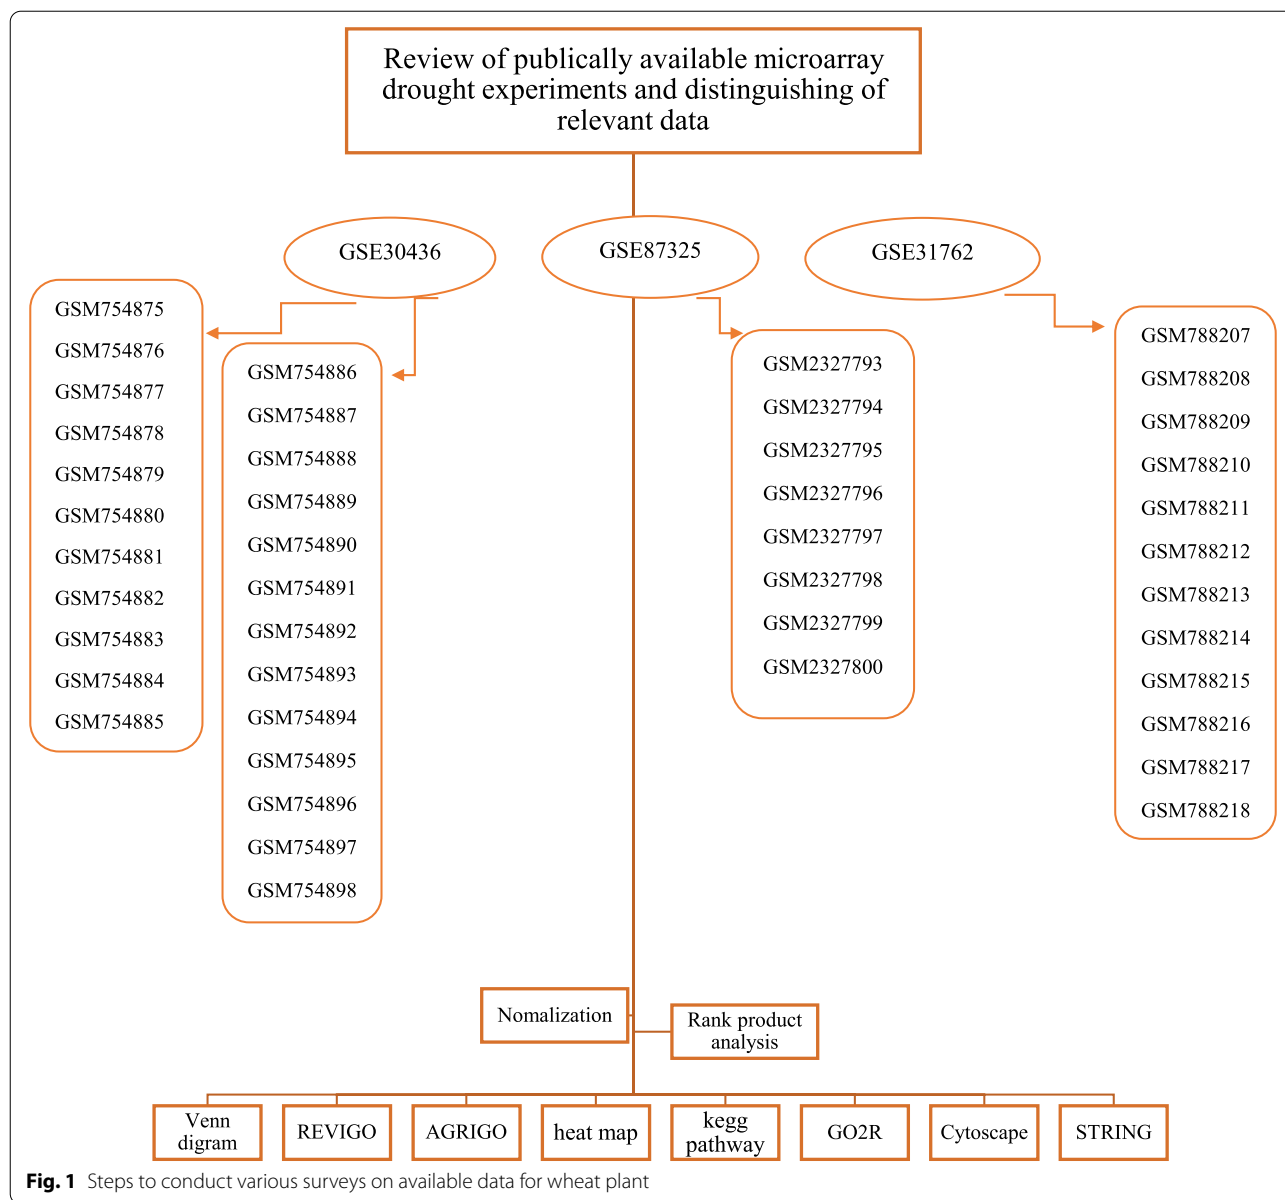 Review of publically available microarray
drought experiments and distinguishing of
relevant data
GSE30436
GSE87325
GSE31762
GSM754875
GSM754876
GSM754877
GSM754878
GSM754879
GSM754880
GSM754881
GSM754882
GSM754883
GSM754884
GSM754885
GSM754886
GSM754887
GSM754888
GSM754889
GSM754890
GSM754891
GSM754892
GSM754893
GSM754894
GSM754895
GSM754896
GSM754897
GSM754898
GSM2327793
GSM2327794
GSM2327795
GSM2327796
GSM2327797
GSM2327798
GSM2327799
GSM2327800
GSM788207
GSM788208
GSM788209
GSM788210
GSM788211
GSM788212
GSM788213
GSM788214
GSM788215
GSM788216
GSM788217
GSM788218
Nomalization
Rank product
analysis
Venn
digram
REVIGO
AGRIGO
heat map
kegg
pathway
GO2R
Cytoscape
STRING
Fig. 1 Steps to conduct various surveys on available data for wheat plant